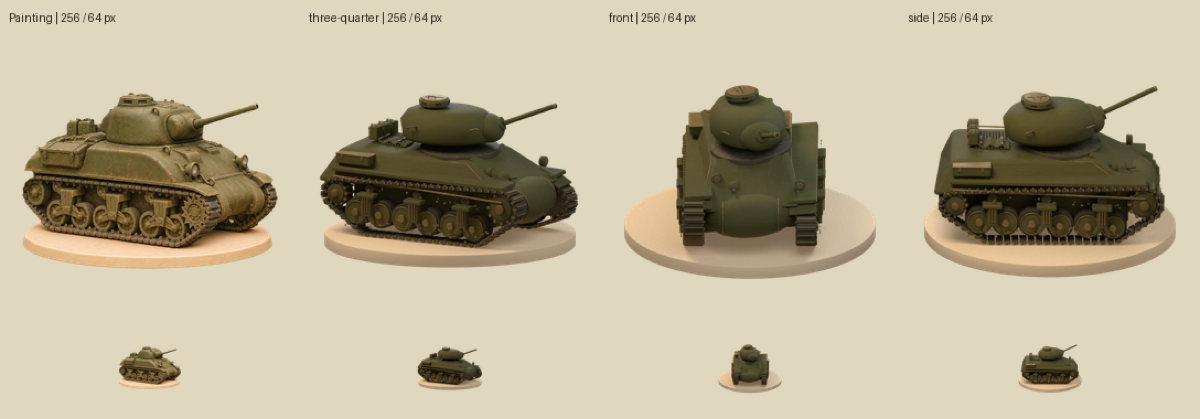 Painting | 256 / 64 px
three-quarter | 256 / 64 px
front | 256 / 64 px
side | 256 / 64 px